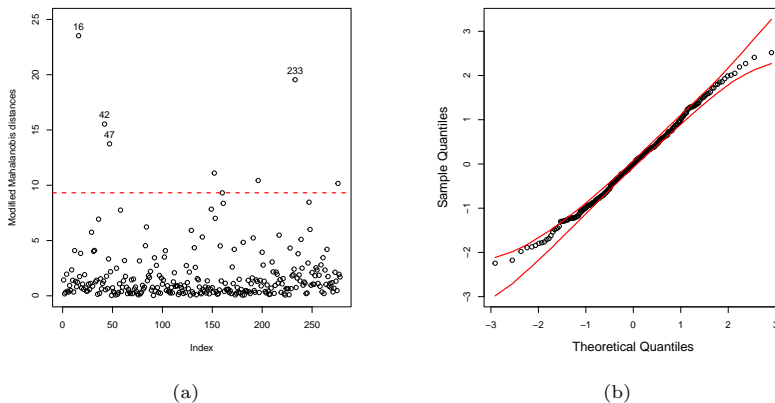 16
233
42
47
Modified Mahalanobis distances
0 5 10 15 20 25
0 50 100 150 200 250
Index
(a)
Sample Quantiles
-3 -2 -1 0 1 2 3
-3 -2 -1 0 1 2 3
Theoretical Quantiles
(b)